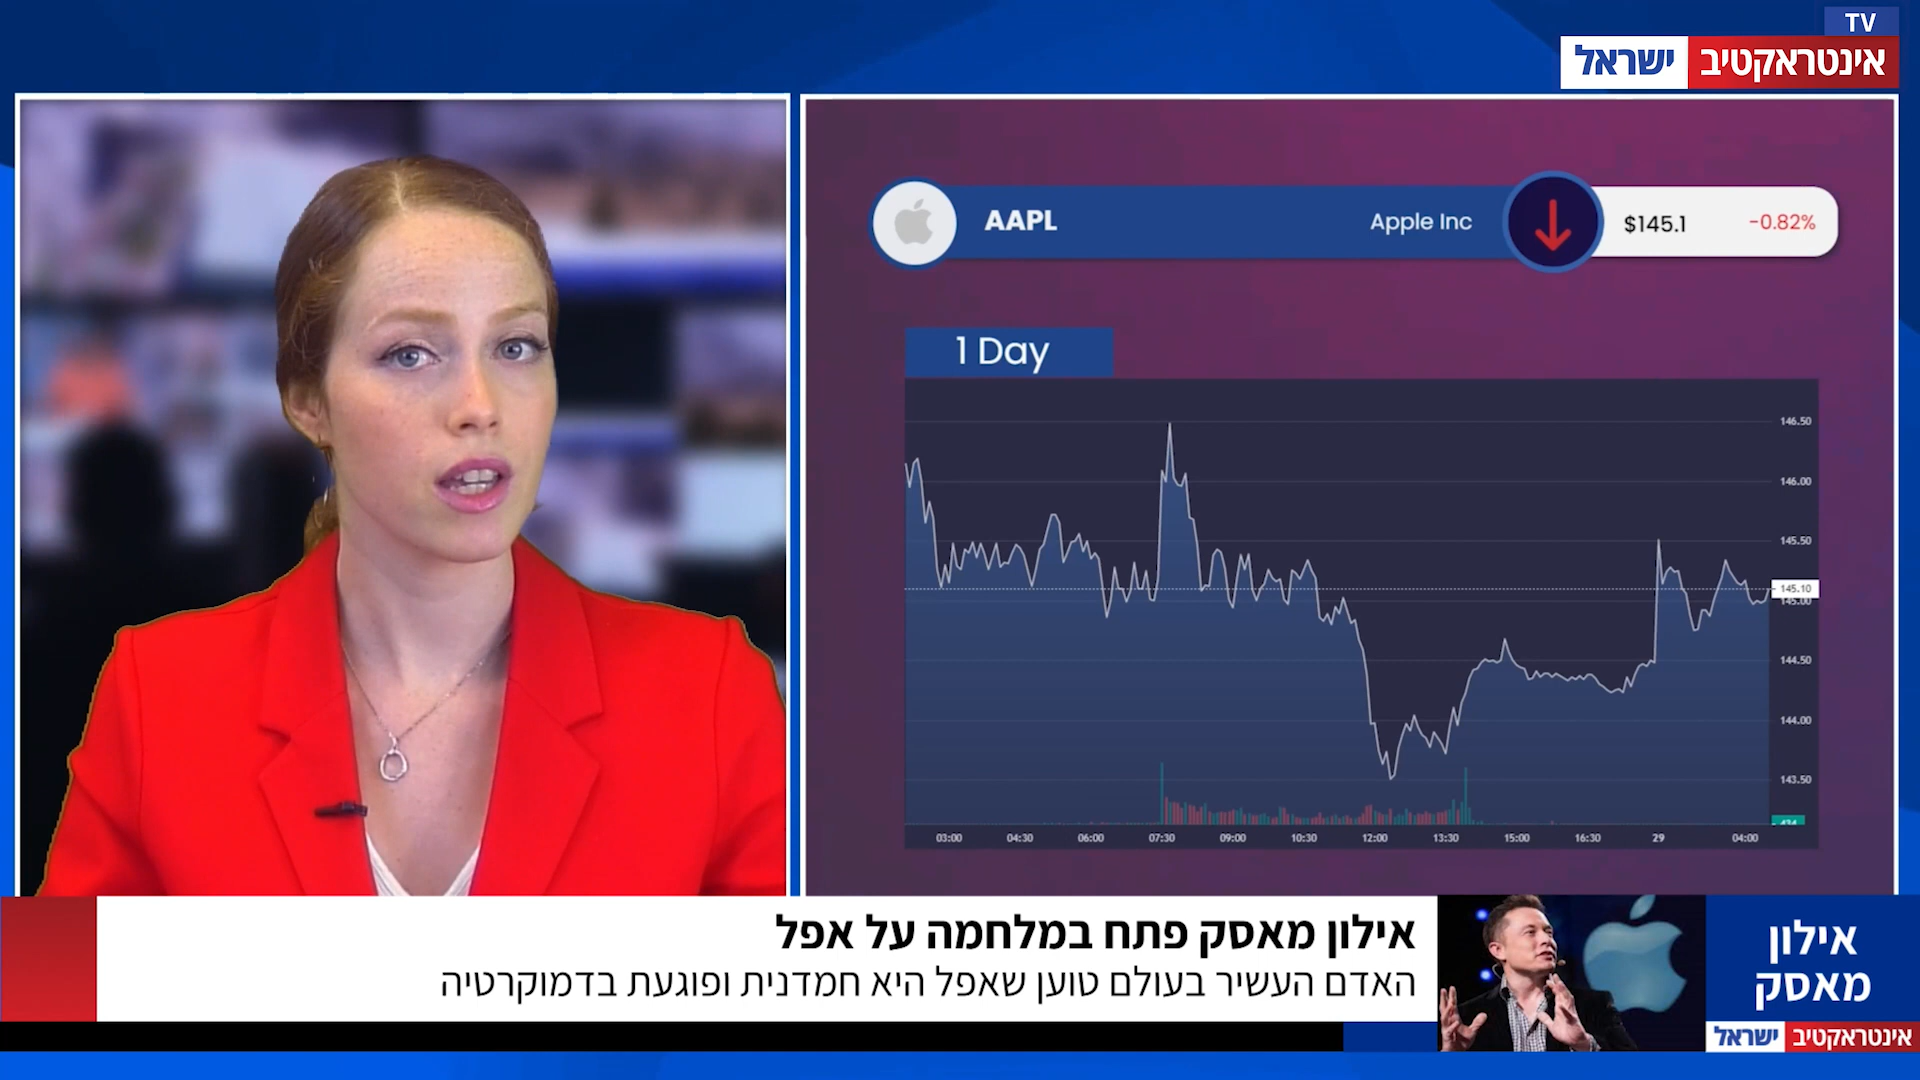 TV
אינטראקטיב ישראל
AAPL Apple Inc $145.1 -0.82%
1 Day
146.50
146.00
145.50
145.10
145.00
144.50
144.00
143.50
434
03:00 04:30 06:00 07:30 09:00 10:30 12:00 13:30 15:00 16:30 29 04:00
אילון מאסק פתח במלחמה על אפל
האדם העשיר בעולם טוען שאפל היא חמדנית ופוגעת בדמוקרטיה
אילון
מאסק
אינטראקטיב ישראל